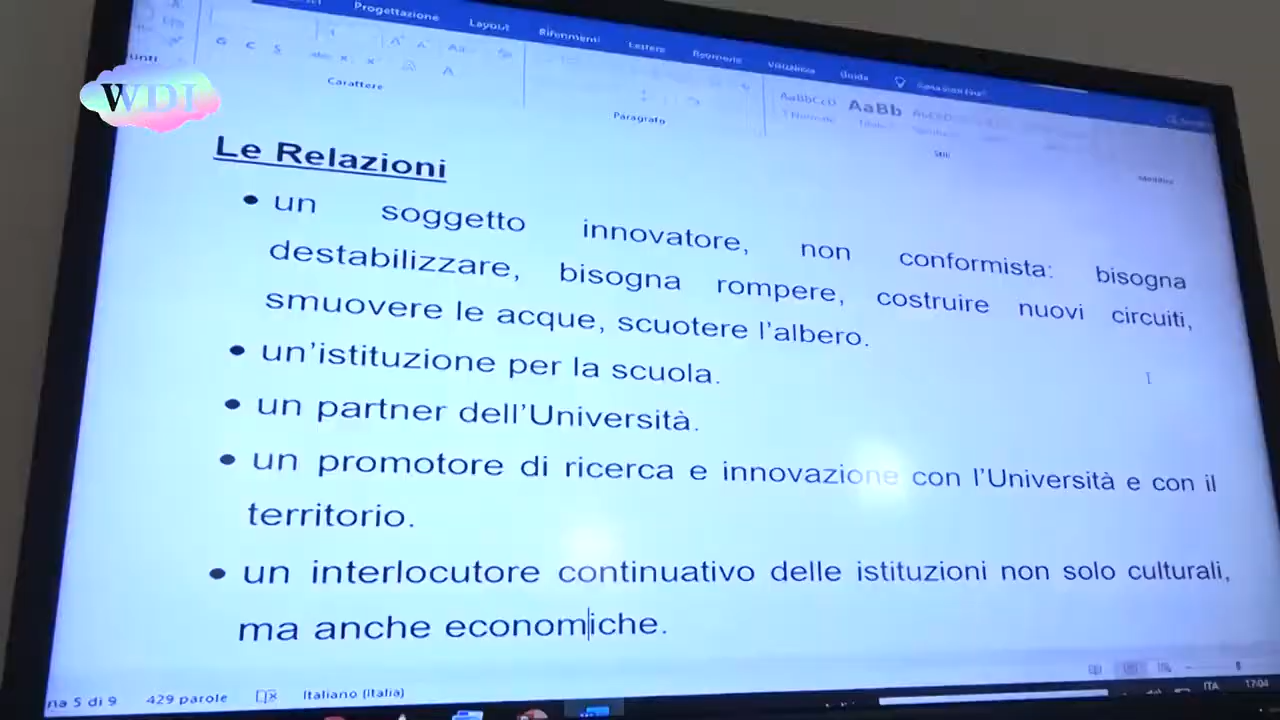 Progettazione Layout Riferimenti Lettere Revisione Visualizza Guida
G C S
Carattere
Paragrafo
AaBbCcD AaBb
Normale
Stili
WDI
Le Relazioni
• un soggetto innovatore, non conformista: bisogna
destabilizzare, bisogna rompere, costruire nuovi circuiti,
smuovere le acque, scuotere l'albero.
• un'istituzione per la scuola.
• un partner dell'Università.
• un promotore di ricerca e innovazione con l'Università e con il
territorio.
• un interlocutore continuativo delle istituzioni non solo culturali,
ma anche economiche.
na 5 di 9 429 parole Italiano (Italia)
ITA 17:04